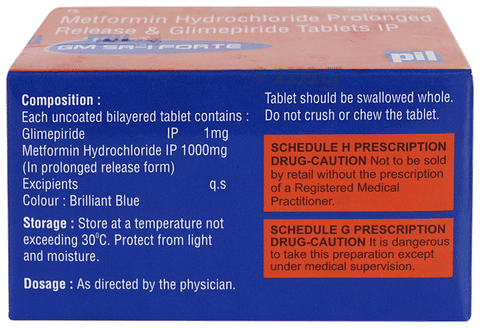 Metformin Hydrochloride Prolonged
Release & Glimepiride Tablets IP
GM SR-1 FORTE
pil
Composition :
Each uncoated bilayered tablet contains :
Glimepiride IP 1mg
Metformin Hydrochloride IP 1000mg
(In prolonged release form)
Excipients q.s
Colour : Brilliant Blue
Storage : Store at a temperature not
exceeding 30°C. Protect from light
and moisture.
Dosage : As directed by the physician.
Tablet should be swallowed whole.
Do not crush or chew the tablet.
SCHEDULE H PRESCRIPTION
DRUG-CAUTION Not to be sold
by retail without the prescription
of a Registered Medical
Practitioner.
SCHEDULE G PRESCRIPTION
DRUG-CAUTION It is dangerous
to take this preparation except
under medical supervision.